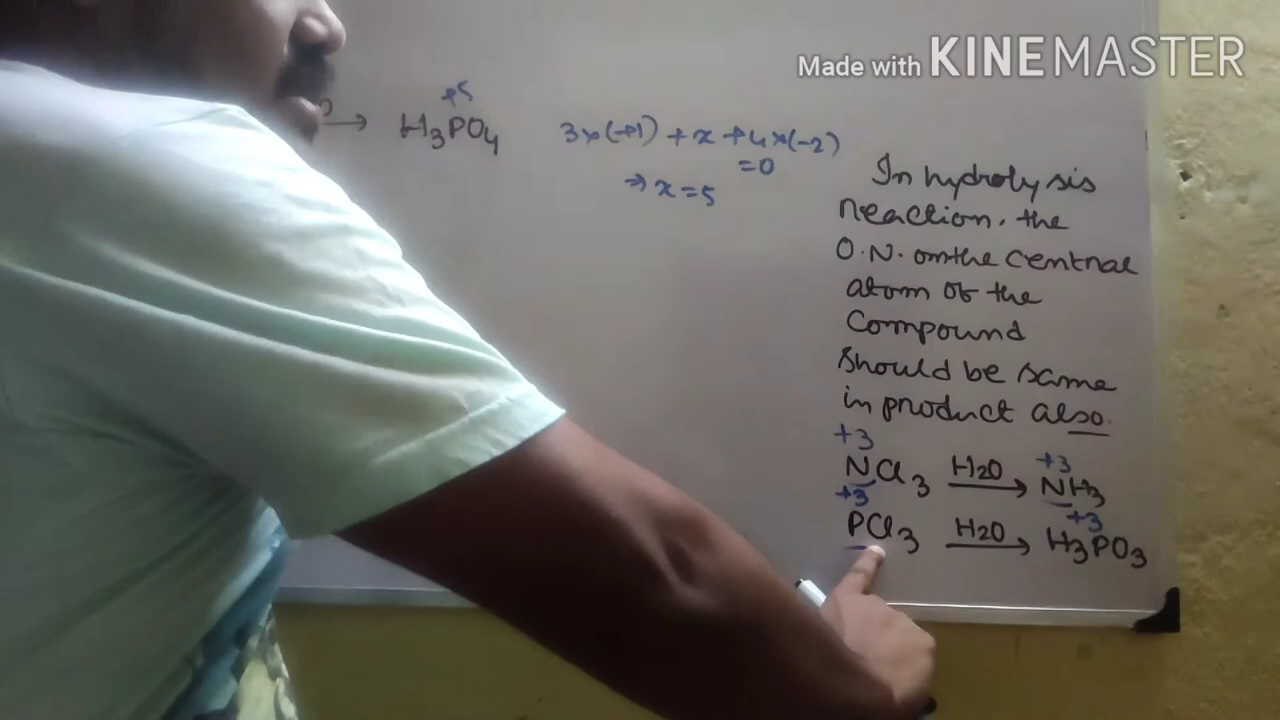 Made with KINEMASTER
+5
→ H3PO4
3×(+1) + x + 4×(-2)
=0
⇒ x = 5
In hydrolysis
reaction, the
O.N. on the central
atom of the
Compound
should be same
in product also.
+3 +3
NCl3 H2O → NH3
+3 +3
PCl3 H2O → H3PO3